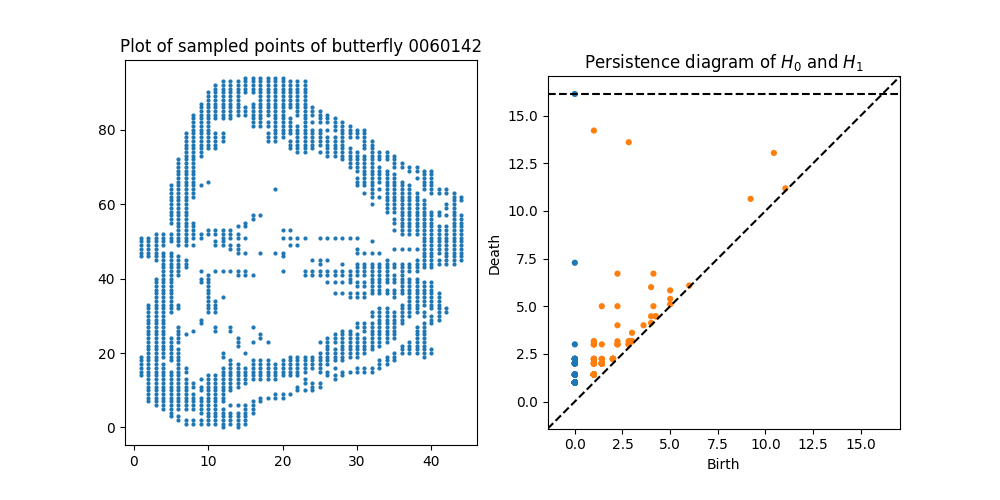 Plot of sampled points of butterfly 0060142
80
60
40
20
0
0 10 20 30 40
Persistence diagram of H₀ and H₁
15.0
12.5
10.0
7.5
5.0
2.5
0.0
Death
0.0 2.5 5.0 7.5 10.0 12.5 15.0
Birth